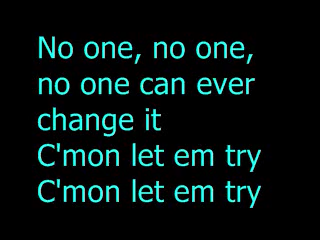 No one, no one,
no one can ever
change it
C'mon let em try
C'mon let em try